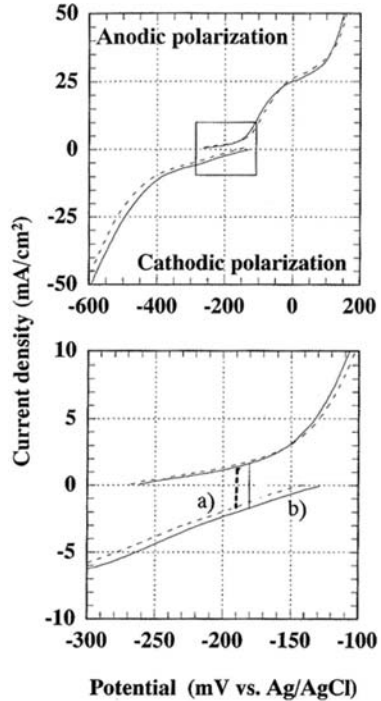 50
Anodic polarization
25
0
-25
Cathodic polarization
-50
-600 -400 -200 0 200
Current density (mA/cm²)
10
5
0
a) b)
-5
-10
-300 -250 -200 -150 -100
Potential (mV vs. Ag/AgCl)